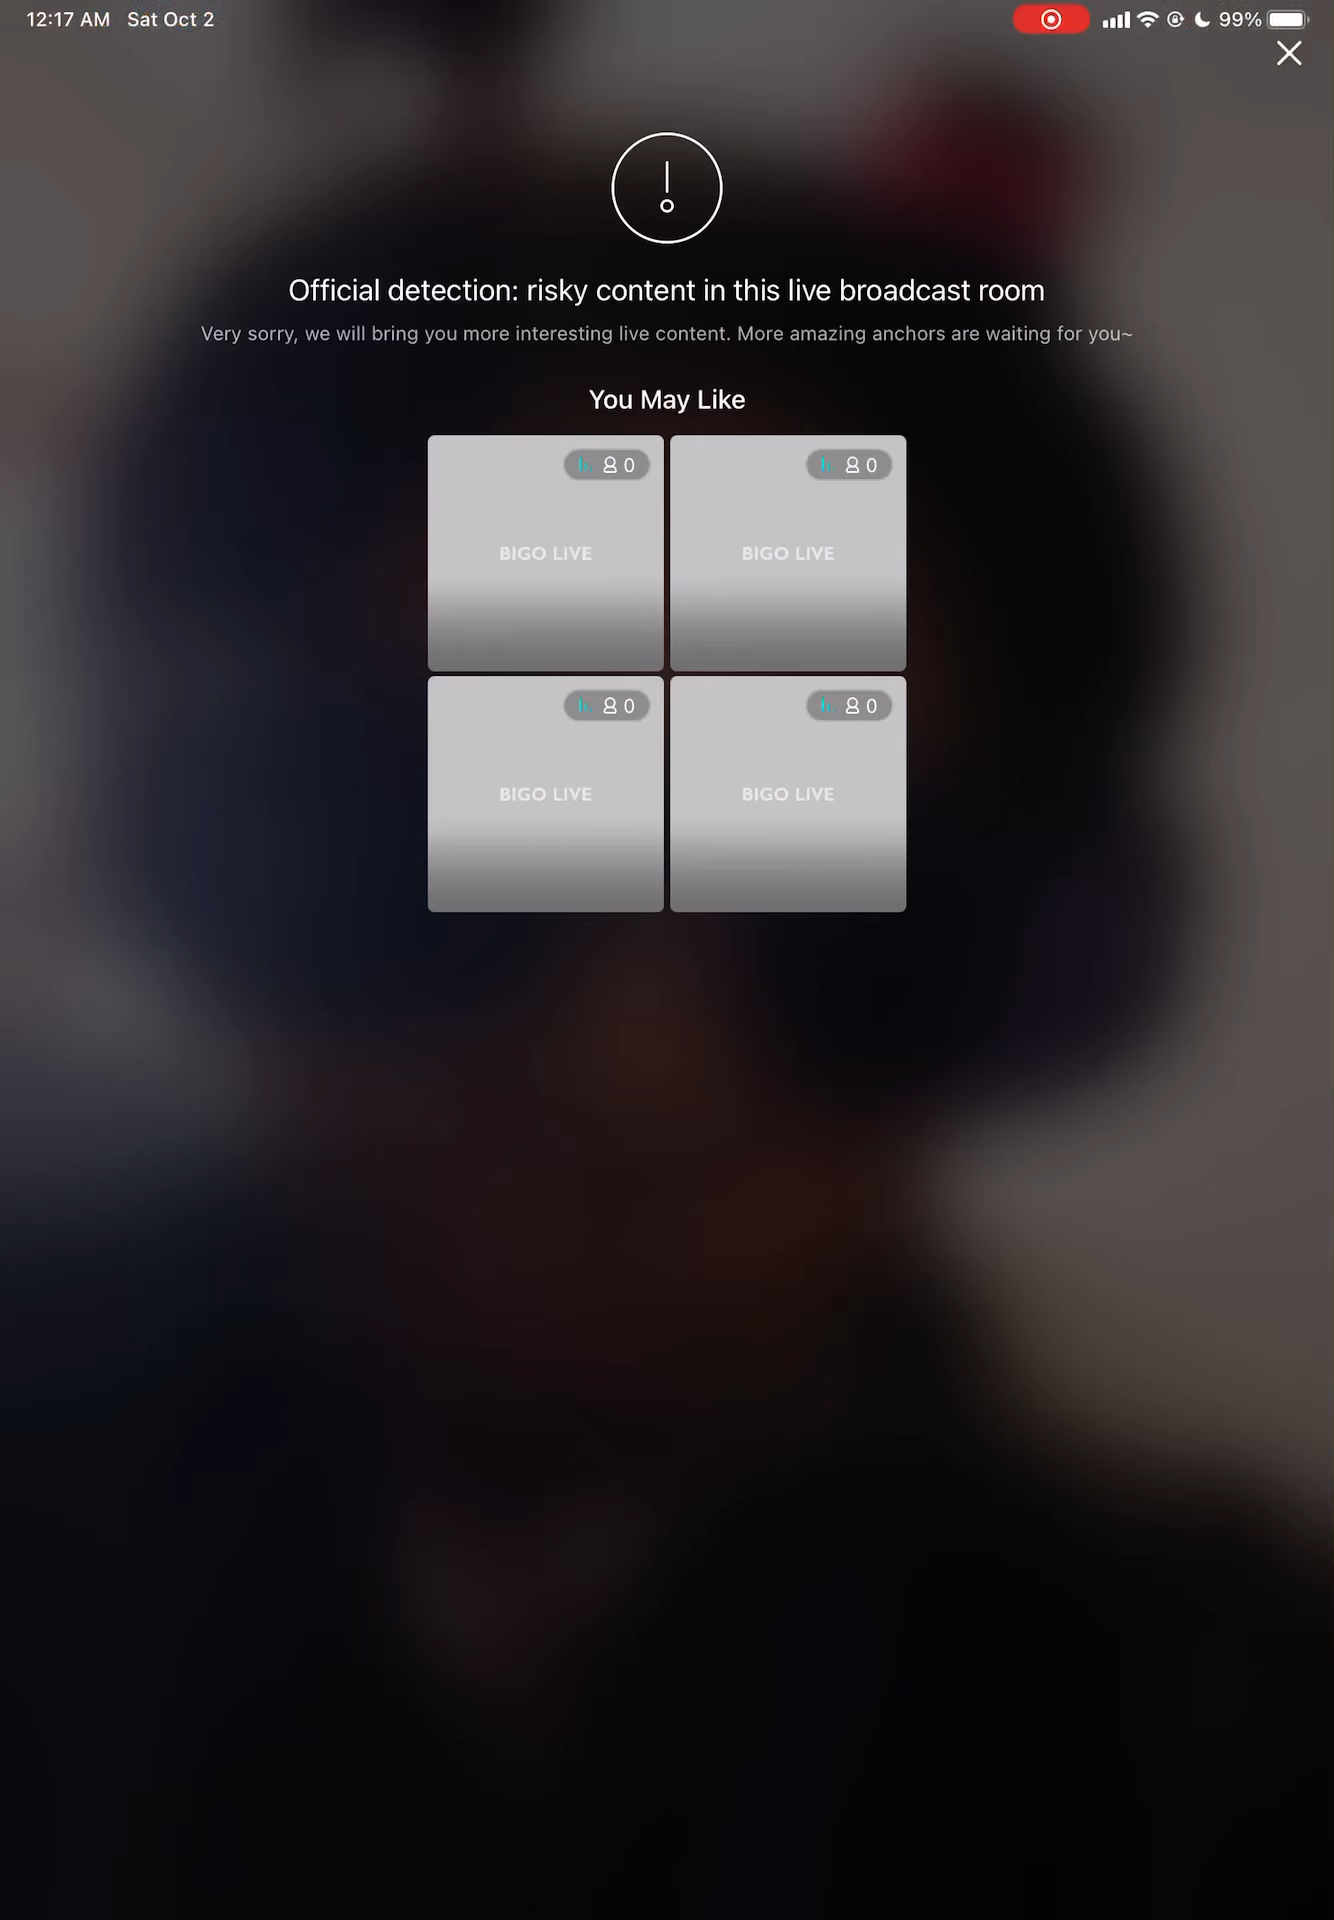 12:17 AM Sat Oct 2 99%
Official detection: risky content in this live broadcast room
Very sorry, we will bring you more interesting live content. More amazing anchors are waiting for you~
You May Like
0 0
BIGO LIVE BIGO LIVE
0 0
BIGO LIVE BIGO LIVE